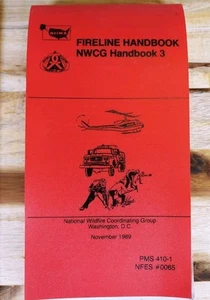 FIRELINE HANDBOOK
NWCG Handbook 3
National Wildfire Coordinating Group
Washington, D.C.
November 1989
PMS 410-1
NFES #0065